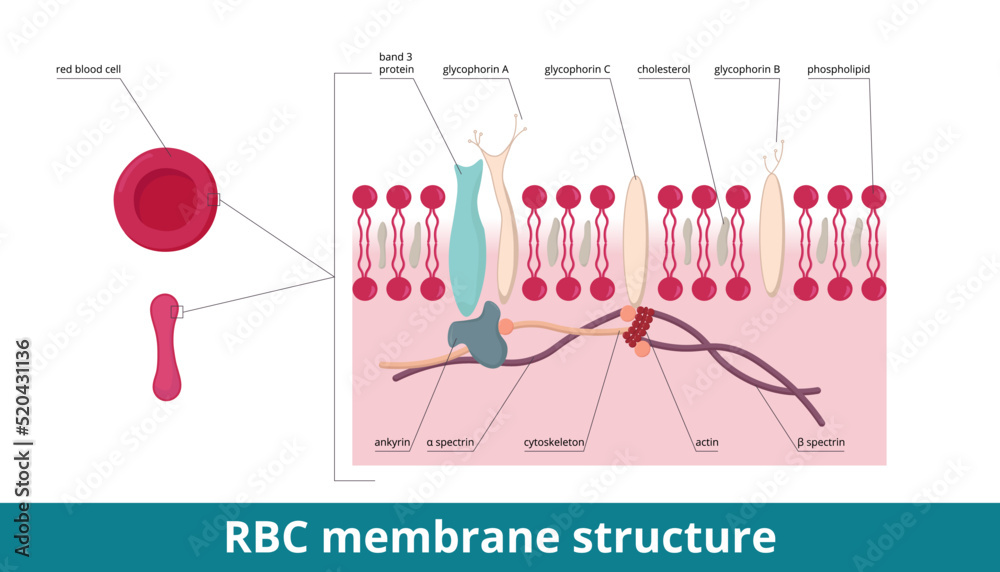 red blood cell
band 3
protein
glycophorin A
glycophorin C
cholesterol
glycophorin B
phospholipid
ankyrin
α spectrin
cytoskeleton
actin
β spectrin
RBC membrane structure
Adobe Stock | #520431136